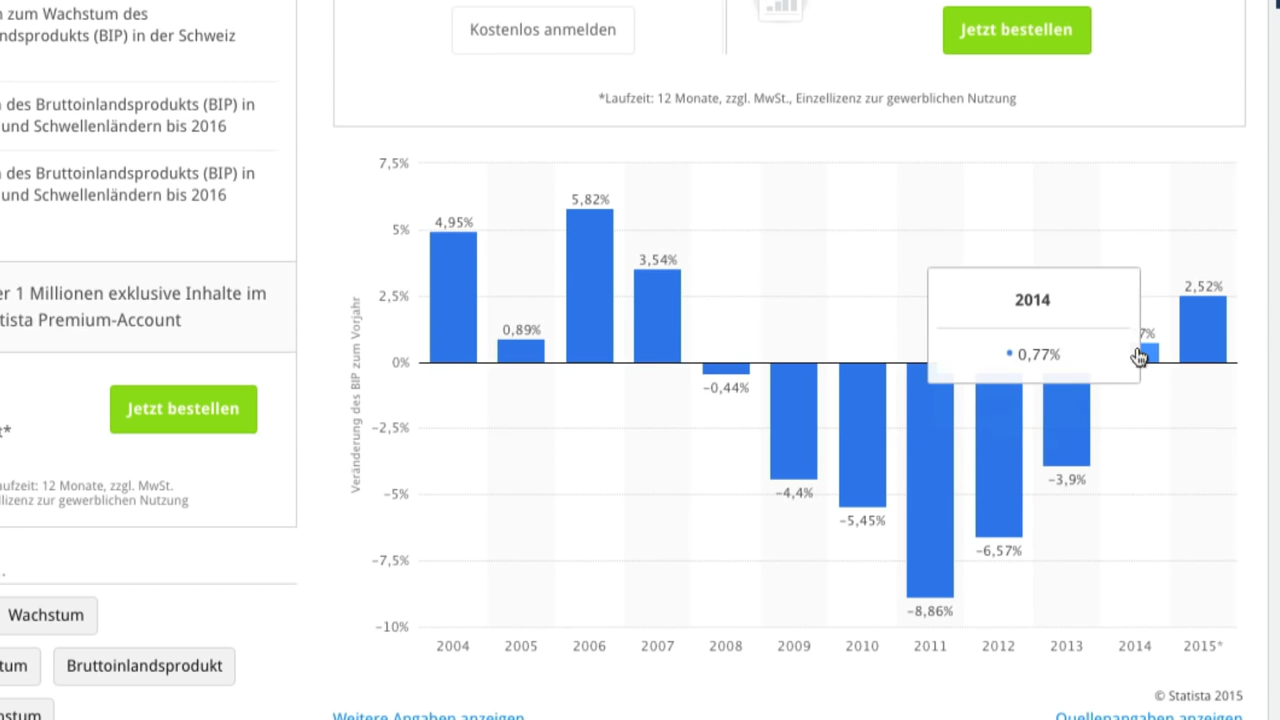 zum Wachstum des
(BIP) in der Schweiz
des Bruttoinlandsprodukts (BIP) in
und Schwellenländern bis 2016
des Bruttoinlandsprodukts (BIP) in
und Schwellenländern bis 2016
1 Millionen exklusive Inhalte im
Premium-Account
Jetzt bestellen
12 Monate, zzgl. MwSt.
zur gewerblichen Nutzung
Wachstum
Bruttoinlandsprodukt
Kostenlos anmelden
Jetzt bestellen
*Laufzeit: 12 Monate, zzgl. MwSt., Einzellizenz zur gewerblichen Nutzung
Veränderung des BIP zum Vorjahr
7,5%
5%
2,5%
0%
−2,5%
−5%
−7,5%
−10%
4,95%
0,89%
5,82%
3,54%
−0,44%
−4,4%
−5,45%
−8,86%
−6,57%
−3,9%
2,52%
2014
• 0,77%
2004 2005 2006 2007 2008 2009 2010 2011 2012 2013 2014 2015*
© Statista 2015
Weitere Angaben anzeigen
Quellenangaben anzeigen